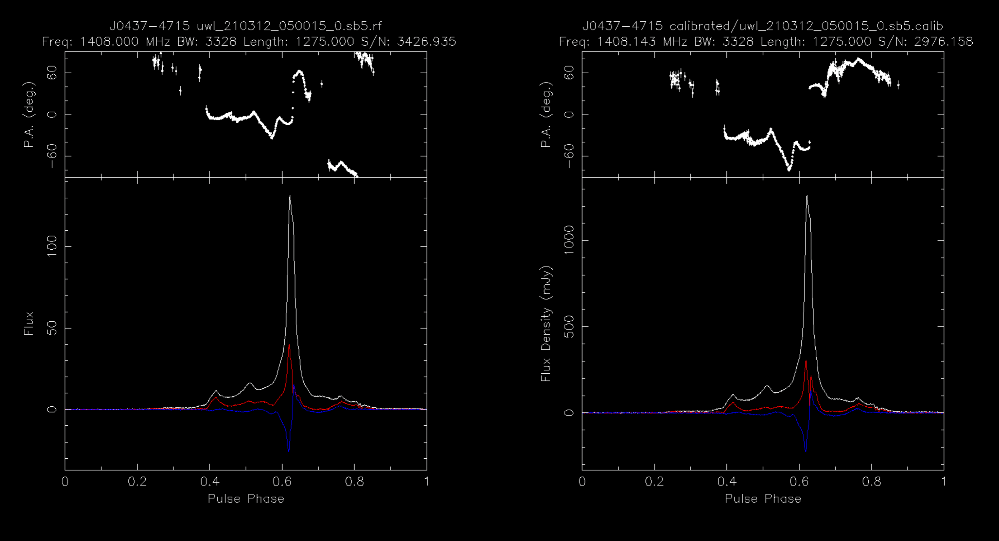 J0437-4715 uwl_210312_050015_0.sb5.rf
Freq: 1408.000 MHz BW: 3328 Length: 1275.000 S/N: 3426.935
P.A. (deg.)
60
0
-60
Flux
100
50
0
0 0.2 0.4 0.6 0.8 1
Pulse Phase
J0437-4715 calibrated/uwl_210312_050015_0.sb5.calib
Freq: 1408.143 MHz BW: 3328 Length: 1275.000 S/N: 2976.158
P.A. (deg.)
60
0
-60
Flux Density (mJy)
1000
500
0
0 0.2 0.4 0.6 0.8 1
Pulse Phase